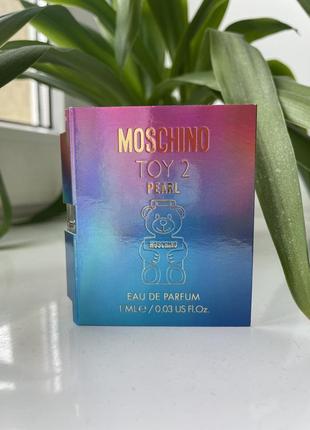 MOSCHINO
TOY 2
PEARL
MOSCHINO
EAU DE PARFUM
1 ML ℮ / 0.03 US Fl.Oz.